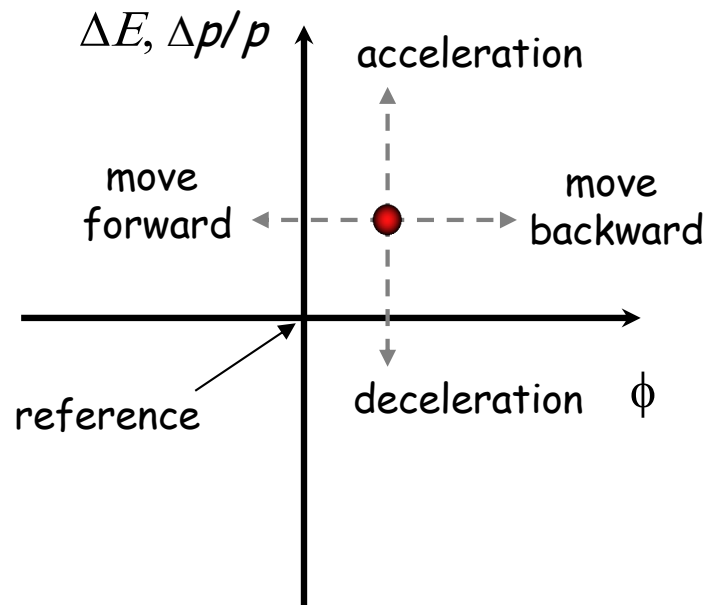 ΔE, Δp/p
acceleration
move
forward
move
backward
reference
deceleration
ϕ